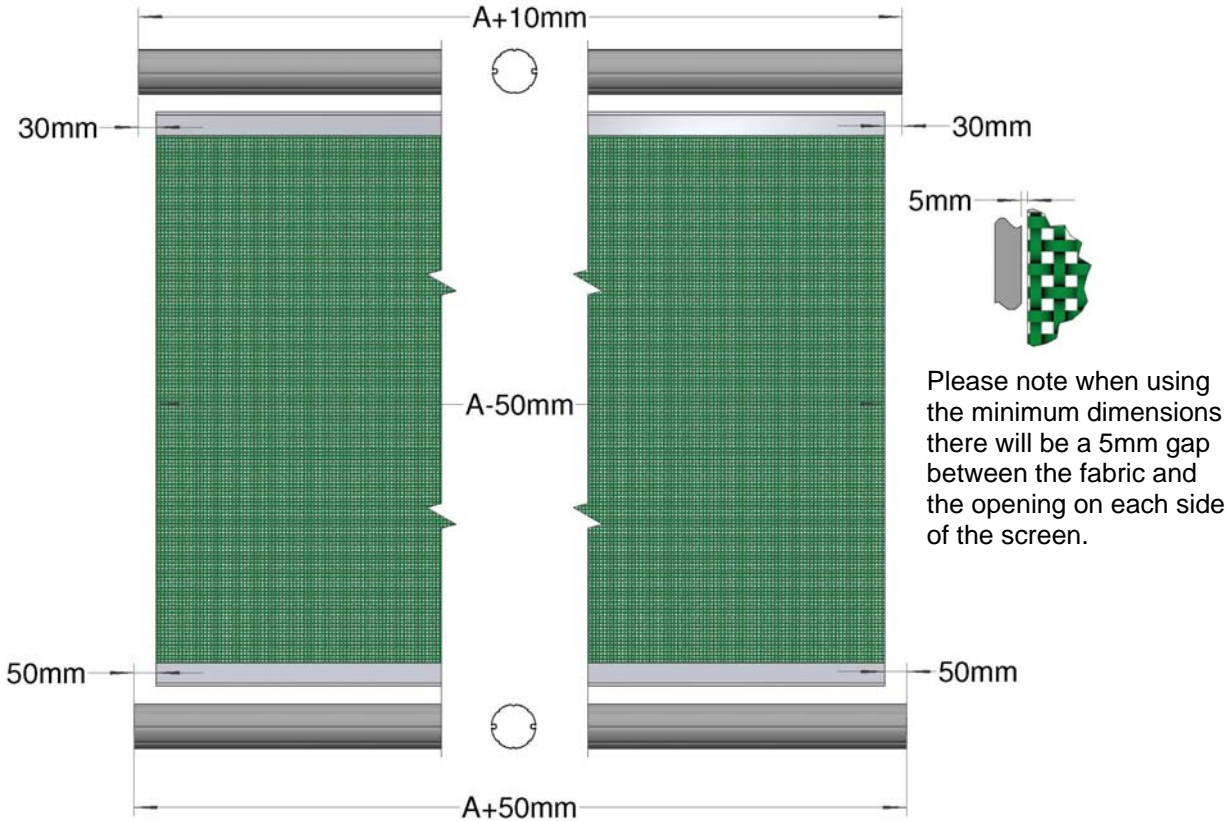 A+10mm
30mm
30mm
5mm
Please note when using
the minimum dimensions
there will be a 5mm gap
between the fabric and
the opening on each side
of the screen.
A-50mm
50mm
50mm
A+50mm